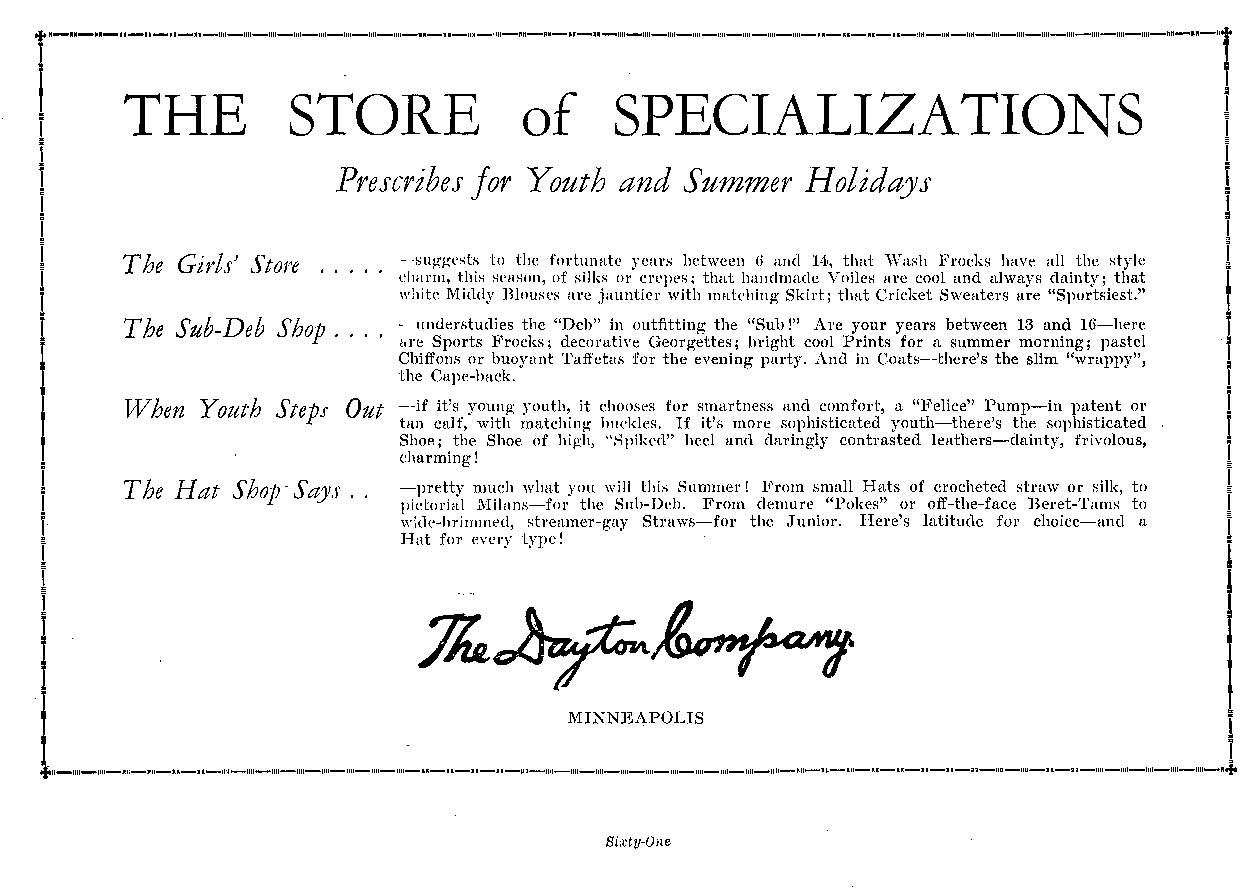 THE STORE of SPECIALIZATIONS
Prescribes for Youth and Summer Holidays
The Girls' Store . . . . . —suggests to the fortunate years between 6 and 14, that Wash Frocks have all the style
charm, this season, of silks or crepes; that handmade Voiles are cool and always dainty; that
white Middy Blouses are jauntier with matching Skirt; that Cricket Sweaters are "Sportsiest."
The Sub-Deb Shop . . . . — understudies the "Deb" in outfitting the "Sub!" Are your years between 13 and 16—here
are Sports Frocks; decorative Georgettes; bright cool Prints for a summer morning; pastel
Chiffons or buoyant Taffetas for the evening party. And in Coats—there's the slim "wrappy",
the Cape-back.
When Youth Steps Out —if it's young youth, it chooses for smartness and comfort, a "Felice" Pump—in patent or
tan calf, with matching buckles. If it's more sophisticated youth—there's the sophisticated
Shoe; the Shoe of high, "Spiked" heel and daringly contrasted leathers—dainty, frivolous,
charming!
The Hat Shop Says . . —pretty much what you will this Summer! From small Hats of crocheted straw or silk, to
pictorial Milans—for the Sub-Deb. From demure "Pokes" or off-the-face Beret-Tams to
wide-brimmed, streamer-gay Straws—for the Junior. Here's latitude for choice—and a
Hat for every type!
The Dayton Company.
MINNEAPOLIS
Sixty-One